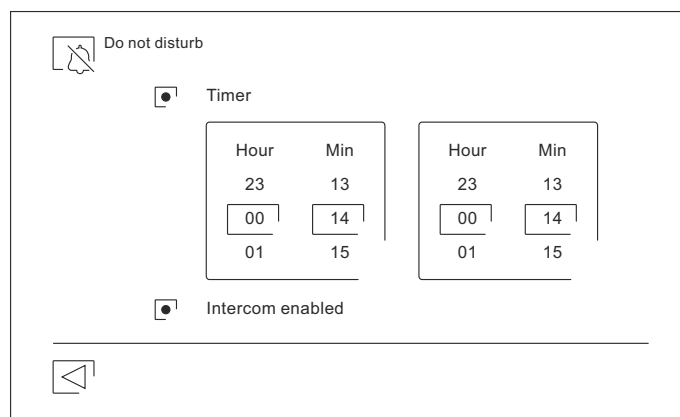 Do not disturb
Timer
Hour Min Hour Min
23 13 23 13
00 14 00 14
01 15 01 15
Intercom enabled